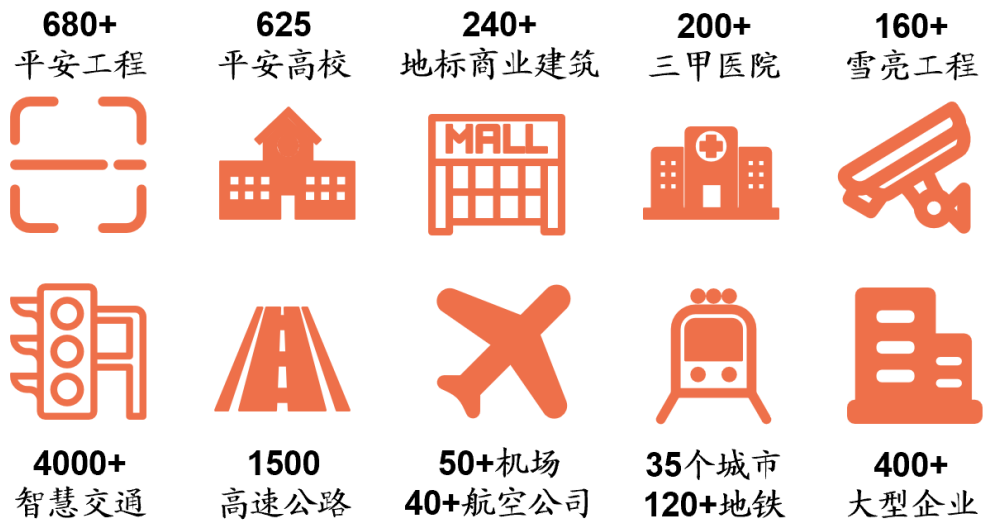 680+
平安工程
625
平安高校
240+
地标商业建筑
200+
三甲医院
160+
雪亮工程
MALL
4000+
智慧交通
1500
高速公路
50+机场
40+航空公司
35个城市
120+地铁
400+
大型企业